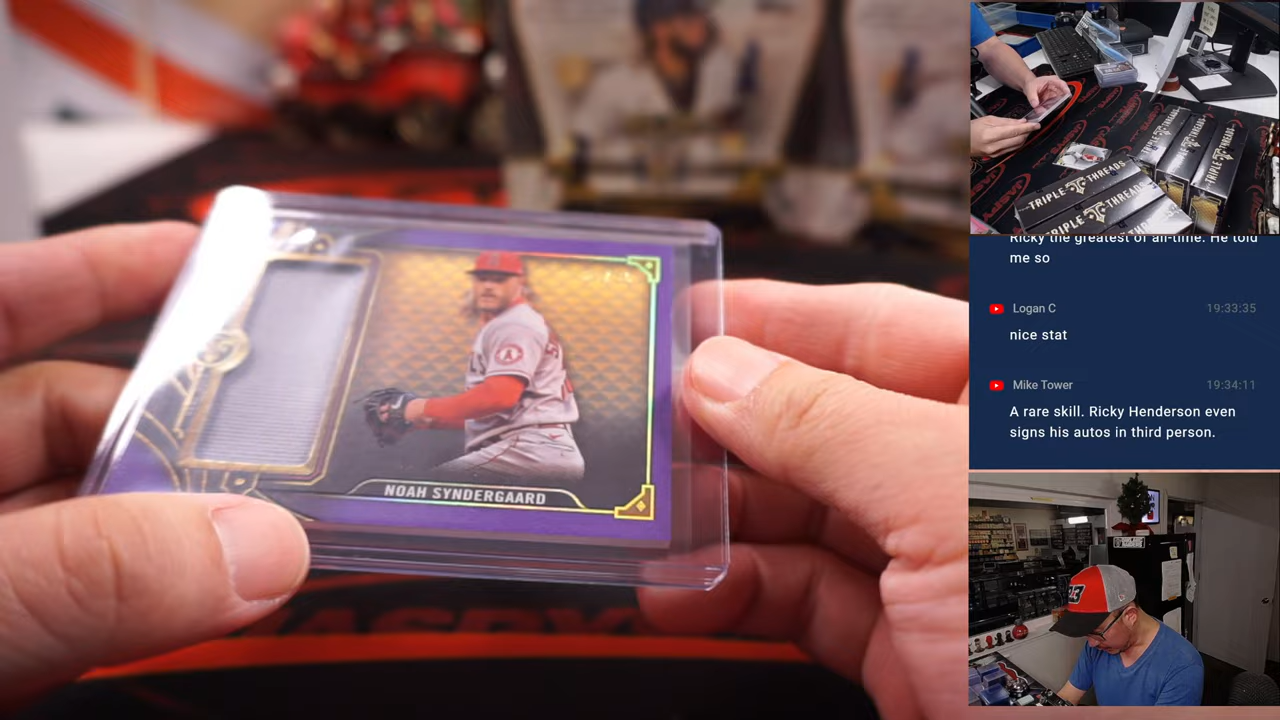 NOAH SYNDERGAARD
TRIPLE THREADS
TRIPLE THREADS
TRIPLE THREADS
Ricky the greatest of all-time. He told
me so
Logan C
19:33:35
nice stat
Mike Tower
19:34:11
A rare skill. Ricky Henderson even
signs his autos in third person.